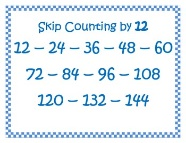 Skip Counting by 12
12 – 24 – 36 – 48 – 60
72 – 84 – 96 – 108
120 – 132 – 144